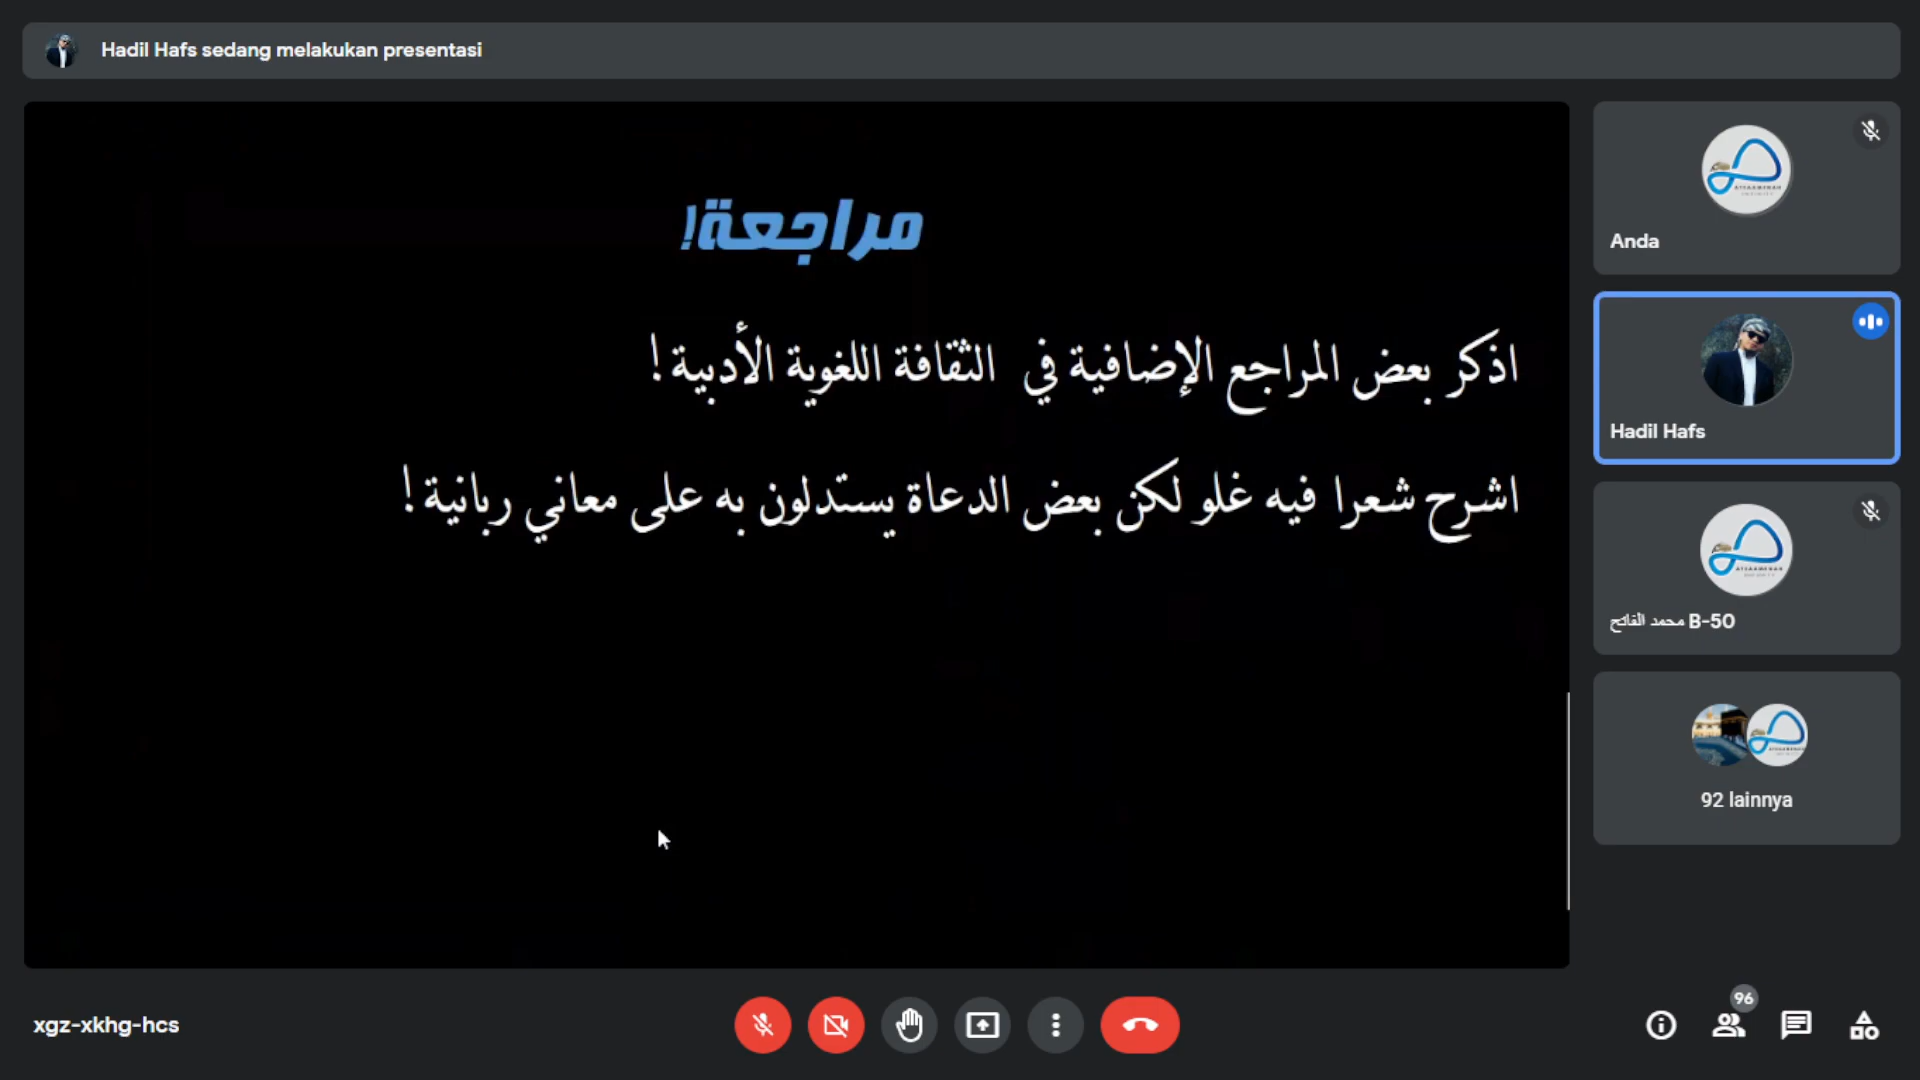 Hadil Hafs sedang melakukan presentasi
مراجعة!
اذكر بعض المراجع الإضافية في الثقافة اللغوية الأدبية!
اشرح شعرا فيه غلو لكن بعض الدعاة يستدلون به على معاني ربانية!
Anda
Hadil Hafs
محمد الفاتح B-50
92 lainnya
xgz-xkhg-hcs
96